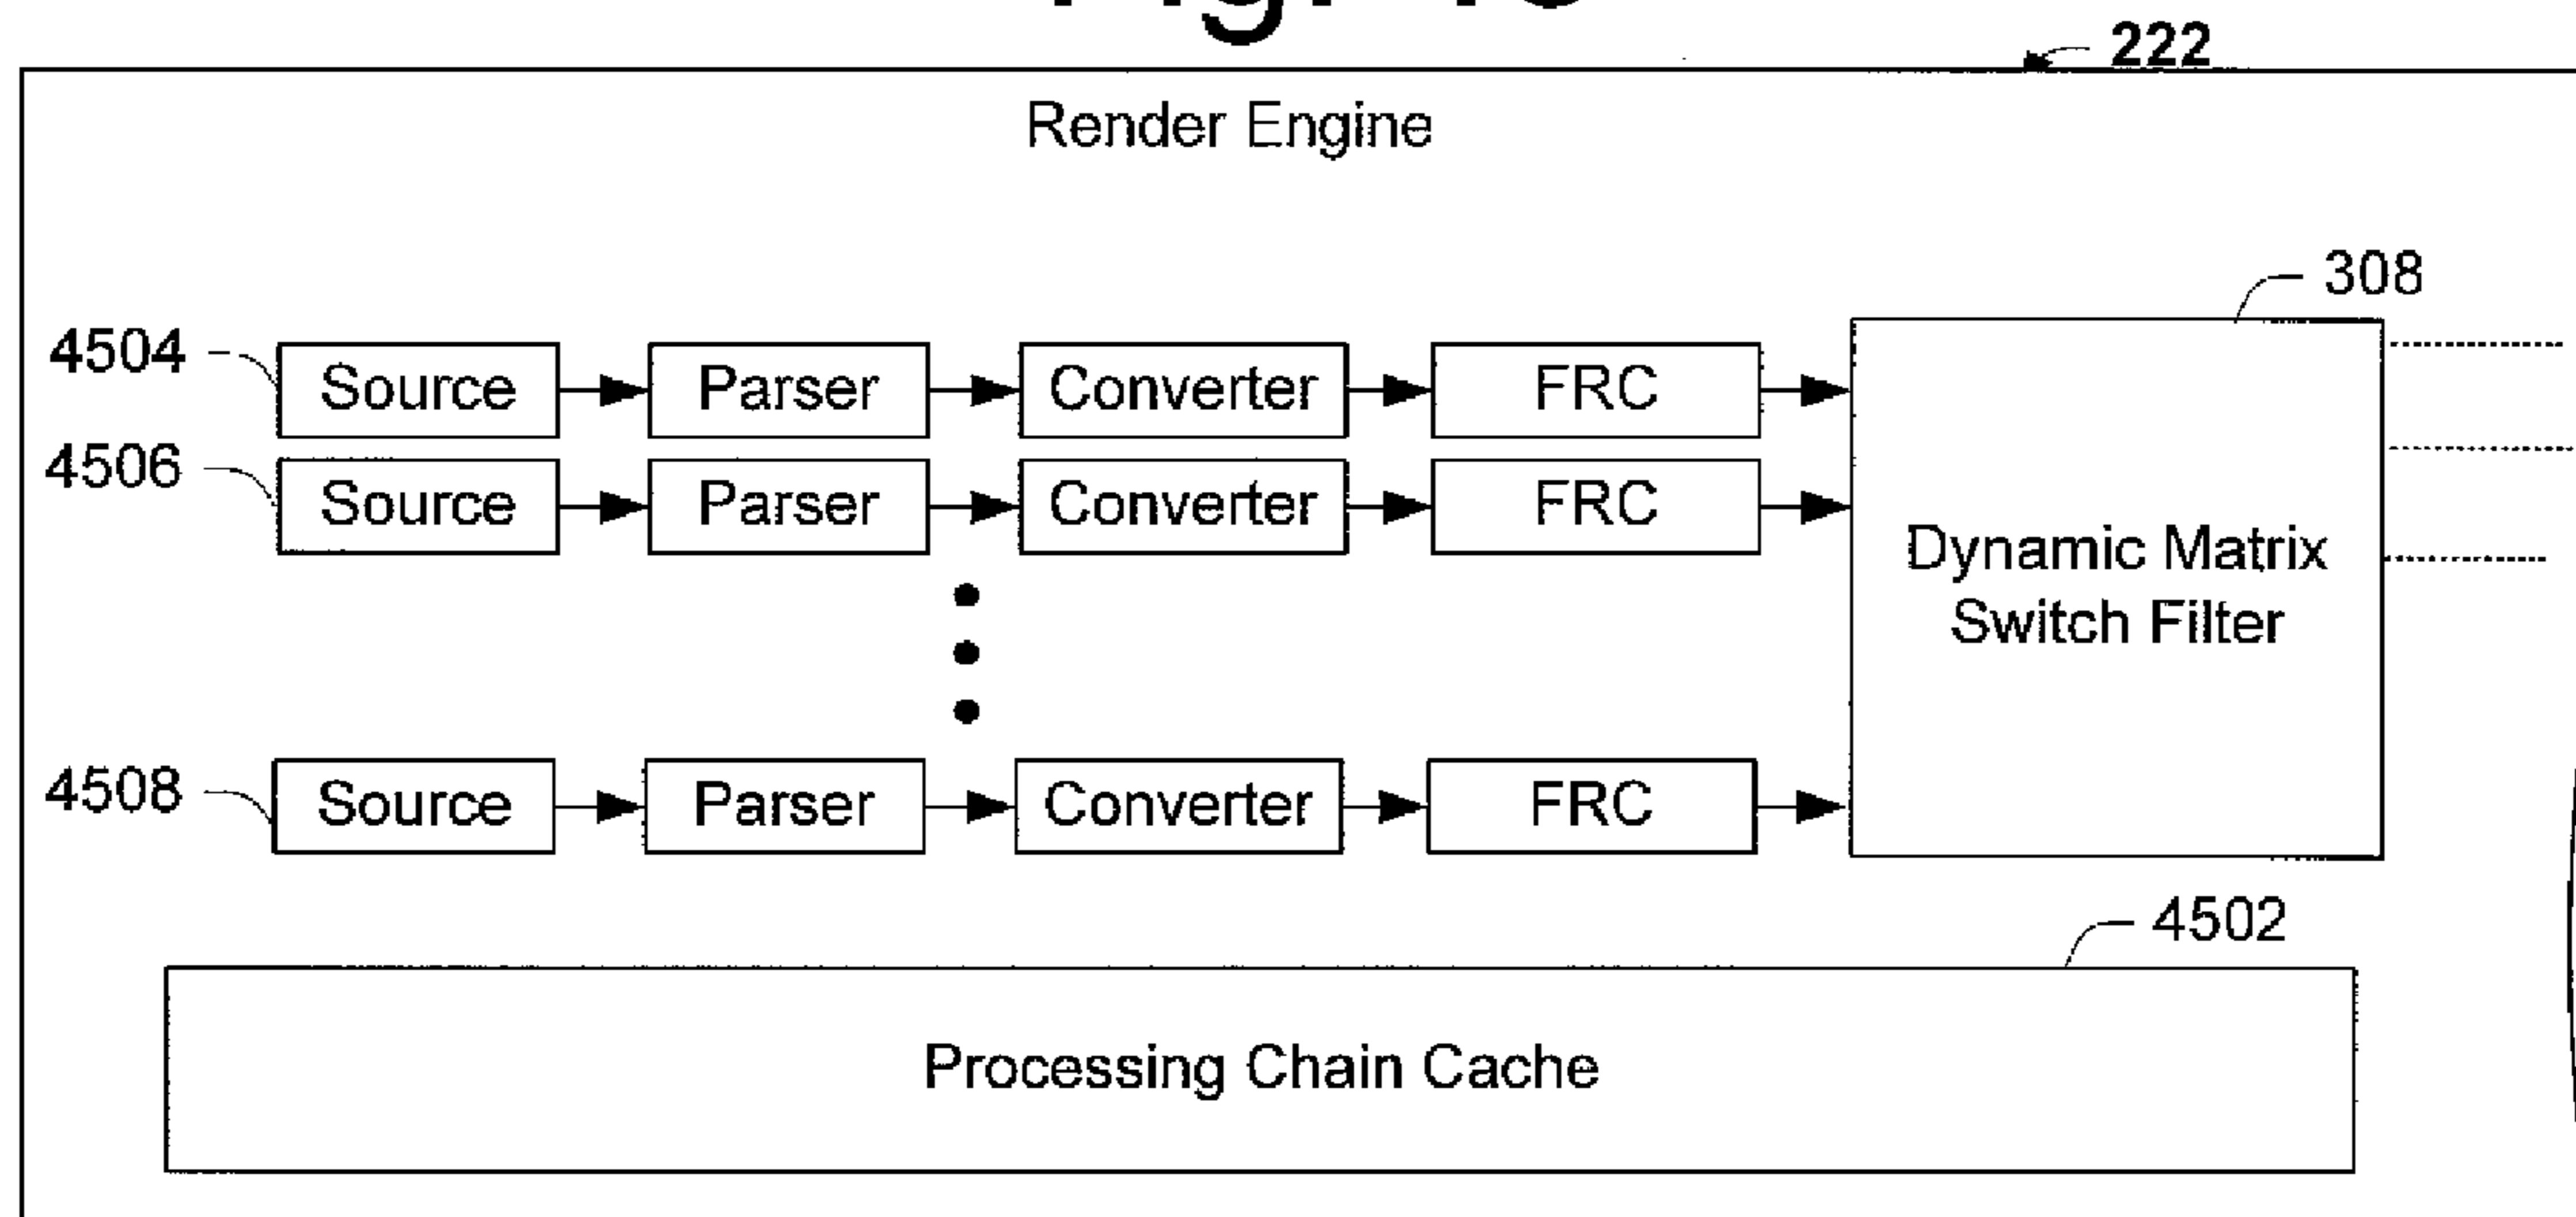 222
Render Engine
308
4504 Source Parser Converter FRC
4506 Source Parser Converter FRC
Dynamic Matrix
Switch Filter
4508 Source Parser Converter FRC
4502
Processing Chain Cache